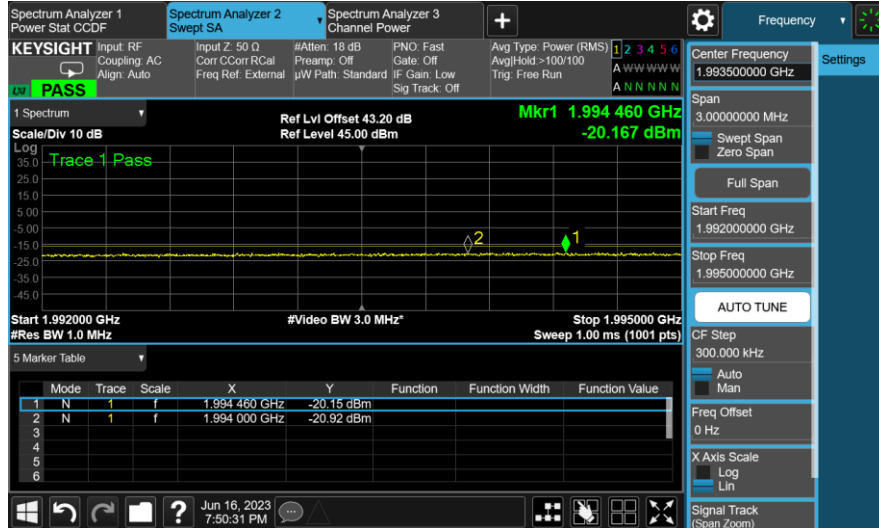 Spectrum Analyzer 1
Power Stat CCDF
Spectrum Analyzer 2
Swept SA
Spectrum Analyzer 3
Channel Power
Frequency
KEYSIGHT
Input: RF
Coupling: AC
Align: Auto
Input Z: 50 Ω
Corr CCorr RCal
Freq Ref: External
#Atten: 18 dB
Preamp: Off
µW Path: Standard
PNO: Fast
Gate: Off
IF Gain: Low
Sig Track: Off
Avg Type: Power (RMS)
Avg|Hold:>100/100
Trig: Free Run
1 2 3 4 5 6
A W W W W W
A N N N N N
LXI
PASS
1 Spectrum
Scale/Div 10 dB
Ref Lvl Offset 43.20 dB
Ref Level 45.00 dBm
Mkr1 1.994 460 GHz
-20.167 dBm
Log
Trace 1 Pass
35.0
25.0
15.0
5.00
-5.00
-15.0
-25.0
-35.0
-45.0
2
1
Start 1.992000 GHz
#Video BW 3.0 MHz*
Stop 1.995000 GHz
#Res BW 1.0 MHz
Sweep 1.00 ms (1001 pts)
5 Marker Table
Mode Trace Scale X Y Function Function Width Function Value
1 N 1 f 1.994 460 GHz -20.15 dBm
2 N 1 f 1.994 000 GHz -20.92 dBm
3
4
5
6
?
Jun 16, 2023
7:50:31 PM
Center Frequency
1.993500000 GHz
Settings
Span
3.00000000 MHz
Swept Span
Zero Span
Full Span
Start Freq
1.992000000 GHz
Stop Freq
1.995000000 GHz
AUTO TUNE
CF Step
300.000 kHz
Auto
Man
Freq Offset
0 Hz
X Axis Scale
Log
Lin
Signal Track
(Span Zoom)